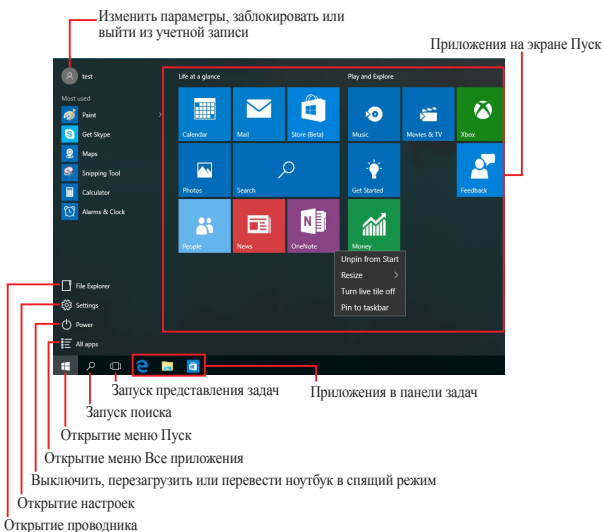 Изменить параметры, заблокировать или
выйти из учетной записи
Приложения на экране Пуск
test
Life at a glance
Play and Explore
Most used
Paint
Get Skype
Maps
Snipping Tool
Calculator
Alarms & Clock
Calendar
Mail
Store (Beta)
Music
Movies & TV
Xbox
Photos
Search
Get Started
Feedback
People
News
OneNote
Money
Unpin from Start
Resize
Turn live tile off
Pin to taskbar
File Explorer
Settings
Power
All apps
Запуск представления задач
Приложения в панели задач
Запуск поиска
Открытие меню Пуск
Открытие меню Все приложения
Выключить, перезагрузить или перевести ноутбук в спящий режим
Открытие настроек
Открытие проводника